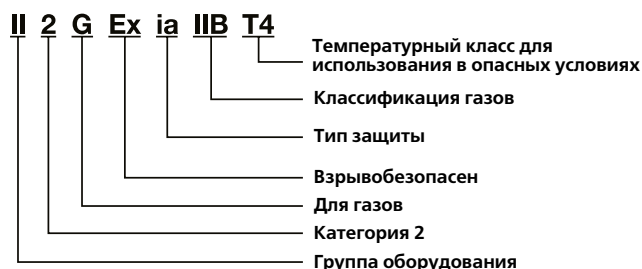 II 2 G Ex ia IIB T4
Температурный класс для
использования в опасных условиях
Классификация газов
Тип защиты
Взрывобезопасен
Для газов
Категория 2
Группа оборудования